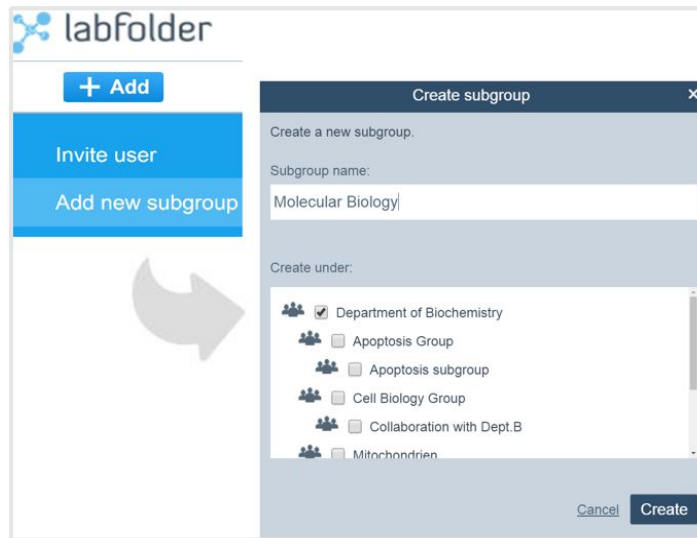 labfolder
+ Add
Invite user
Add new subgroup
Create subgroup ×
Create a new subgroup.
Subgroup name:
Molecular Biology
Create under:
Department of Biochemistry
Apoptosis Group
Apoptosis subgroup
Cell Biology Group
Collaboration with Dept.B
Mitochondrien
Cancel Create